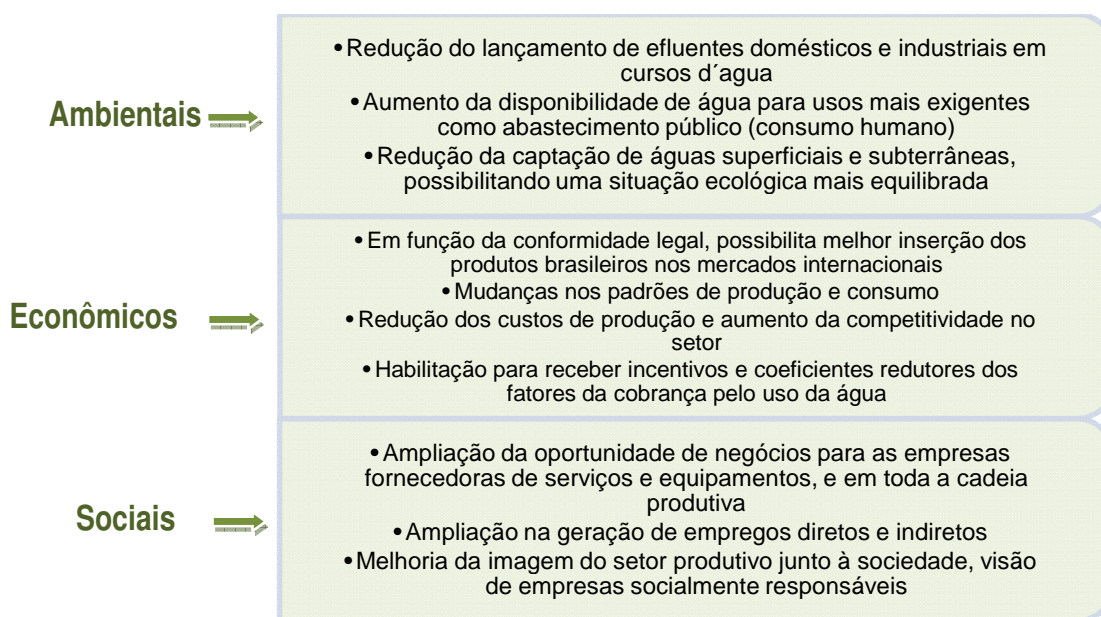 Ambientais
•Redução do lançamento de efluentes domésticos e industriais em
cursos d´agua
•Aumento da disponibilidade de água para usos mais exigentes
como abastecimento público (consumo humano)
•Redução da captação de águas superficiais e subterrâneas,
possibilitando uma situação ecológica mais equilibrada
Econômicos
•Em função da conformidade legal, possibilita melhor inserção dos
produtos brasileiros nos mercados internacionais
•Mudanças nos padrões de produção e consumo
•Redução dos custos de produção e aumento da competitividade no
setor
•Habilitação para receber incentivos e coeficientes redutores dos
fatores da cobrança pelo uso da água
Sociais
•Ampliação da oportunidade de negócios para as empresas
fornecedoras de serviços e equipamentos, e em toda a cadeia
produtiva
•Ampliação na geração de empregos diretos e indiretos
•Melhoria da imagem do setor produtivo junto à sociedade, visão
de empresas socialmente responsáveis